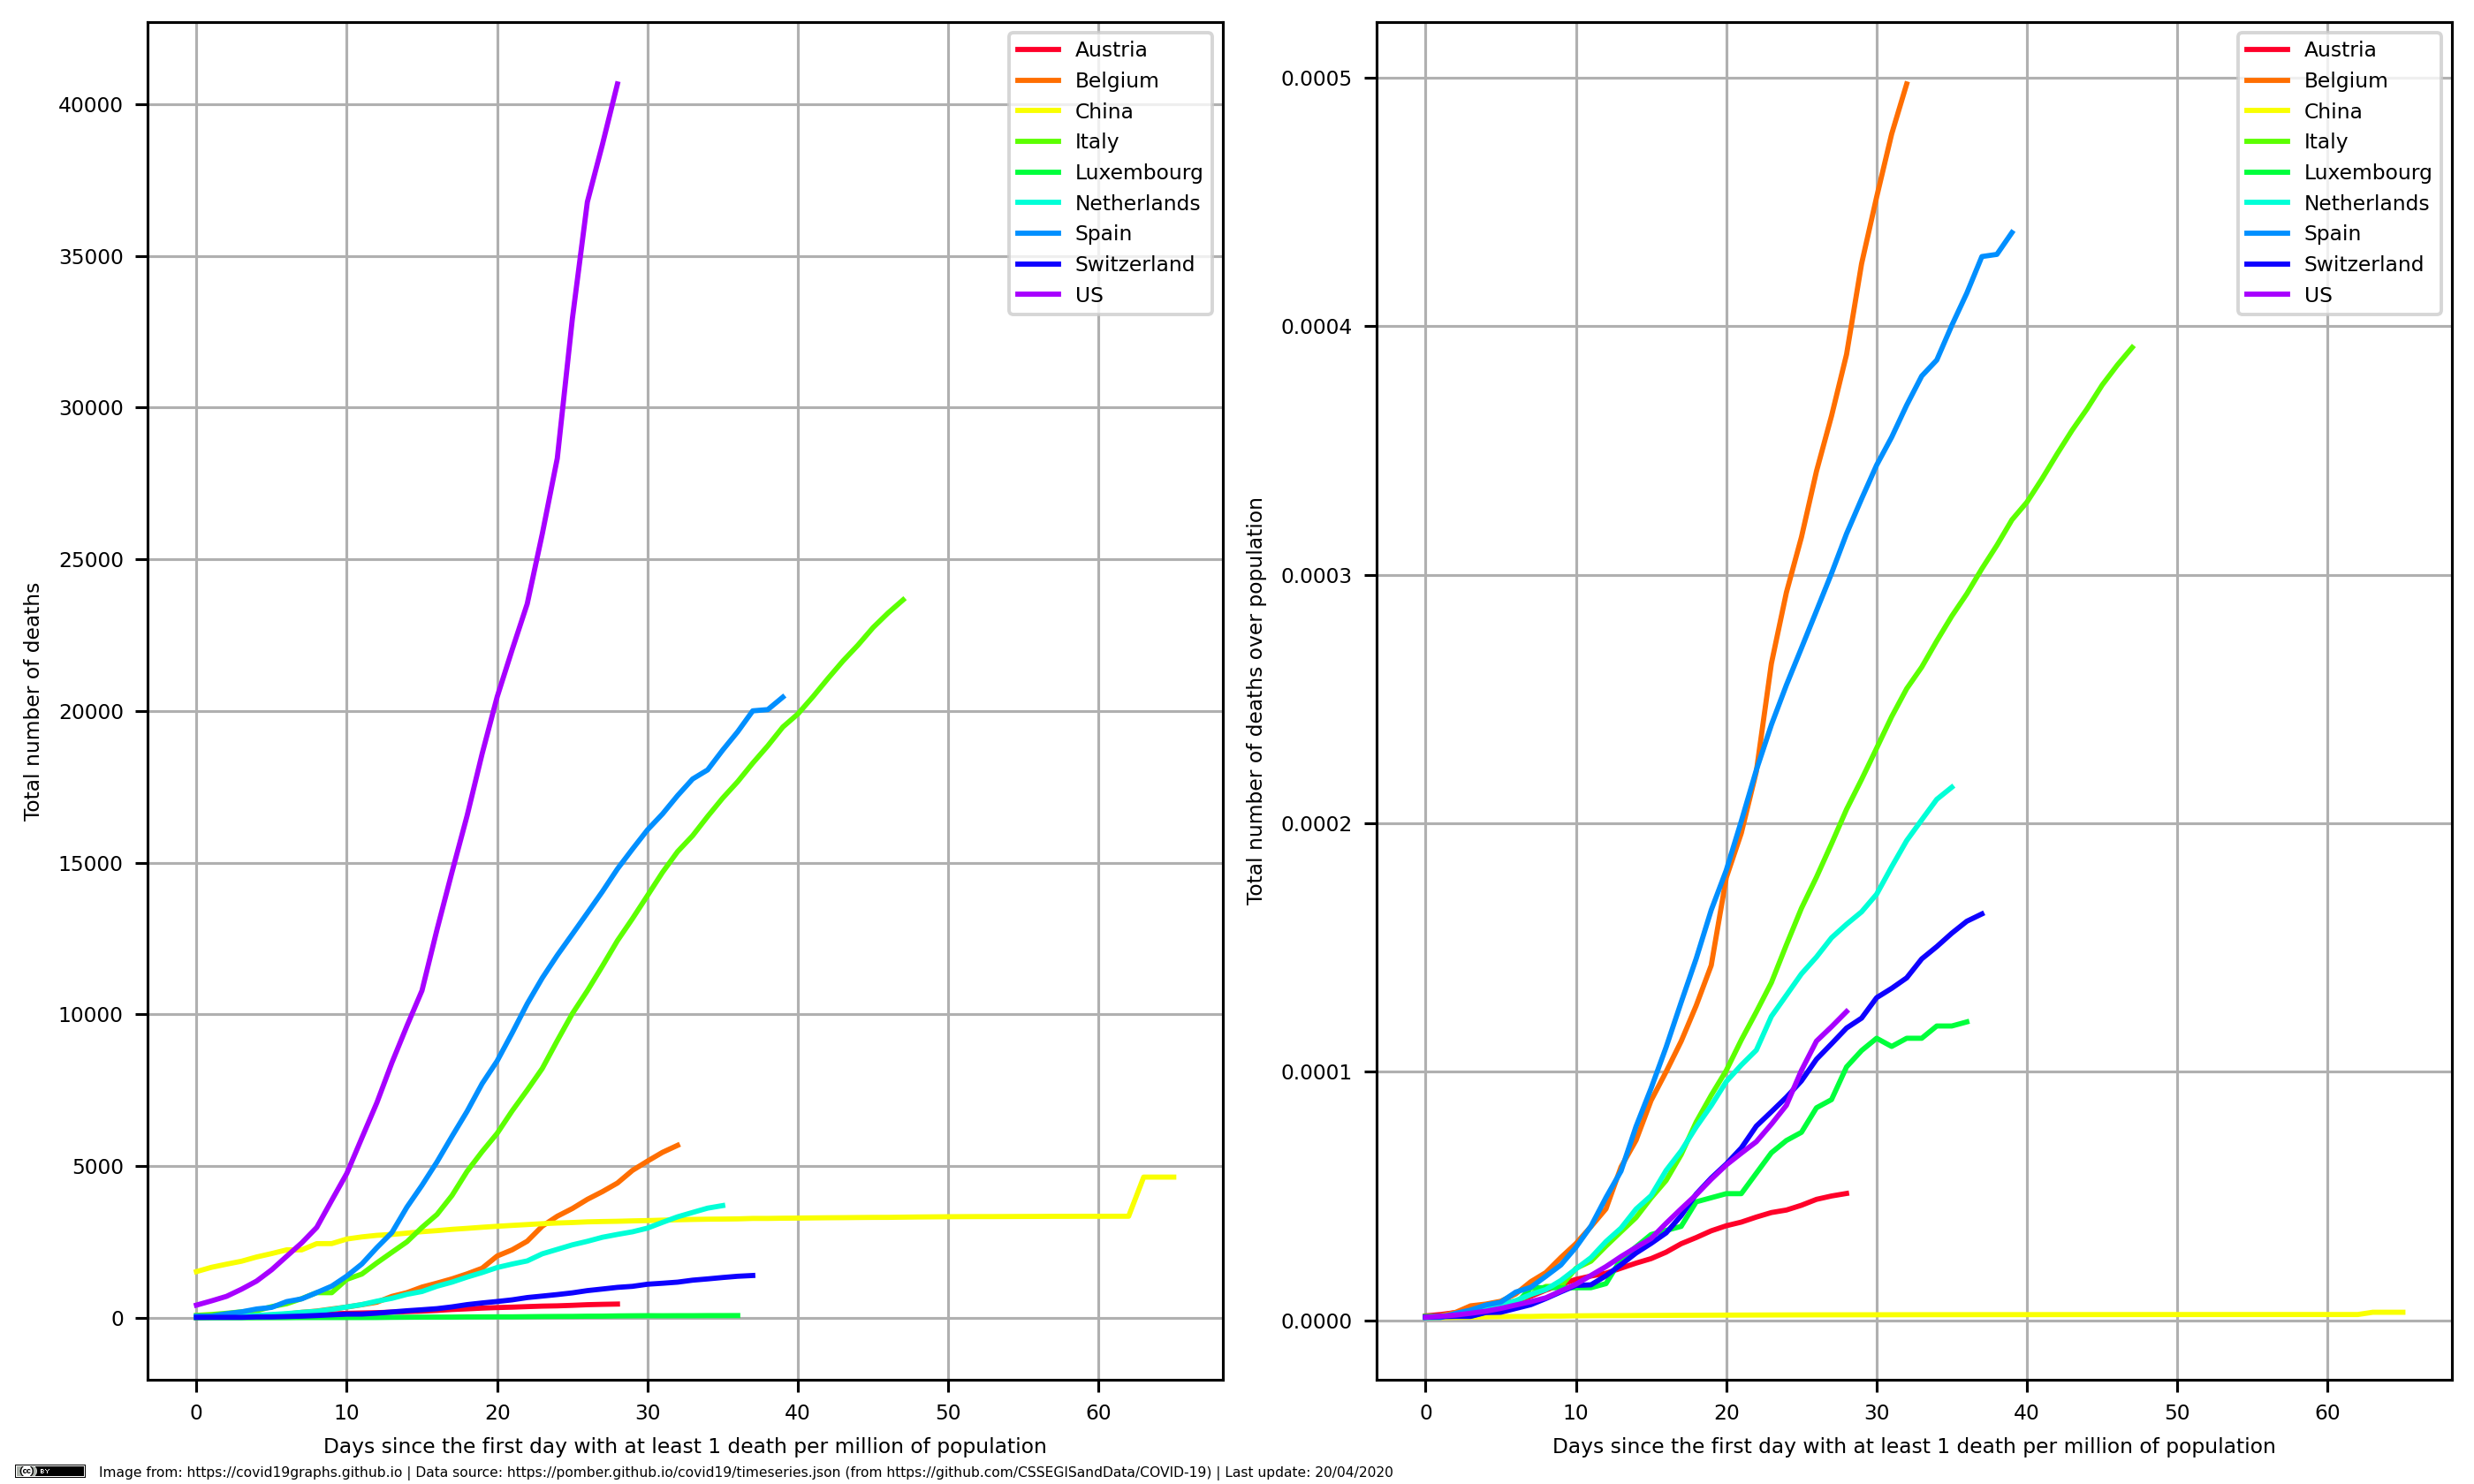 Total number of deaths
40000
35000
30000
25000
20000
15000
10000
5000
0
0 10 20 30 40 50 60
Days since the first day with at least 1 death per million of population
Austria
Belgium
China
Italy
Luxembourg
Netherlands
Spain
Switzerland
US
Total number of deaths over population
0.0005
0.0004
0.0003
0.0002
0.0001
0.0000
0 10 20 30 40 50 60
Days since the first day with at least 1 death per million of population
Austria
Belgium
China
Italy
Luxembourg
Netherlands
Spain
Switzerland
US
cc BY
Image from: https://covid19graphs.github.io | Data source: https://pomber.github.io/covid19/timeseries.json (from https://github.com/CSSEGISandData/COVID-19) | Last update: 20/04/2020